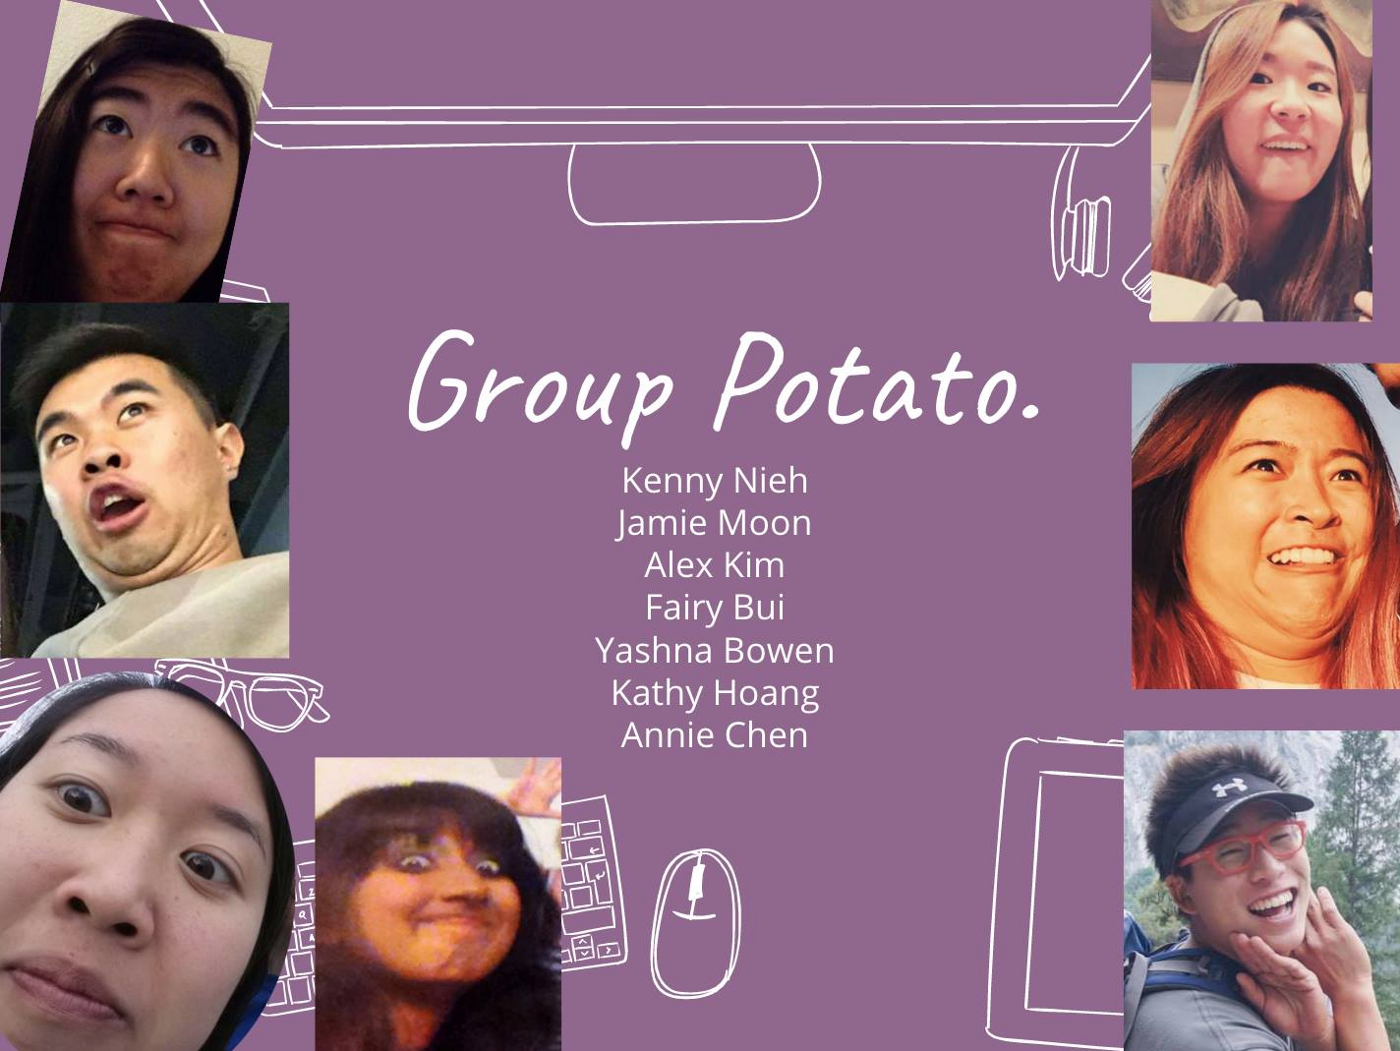 Group Potato.
Kenny Nieh
Jamie Moon
Alex Kim
Fairy Bui
Yashna Bowen
Kathy Hoang
Annie Chen